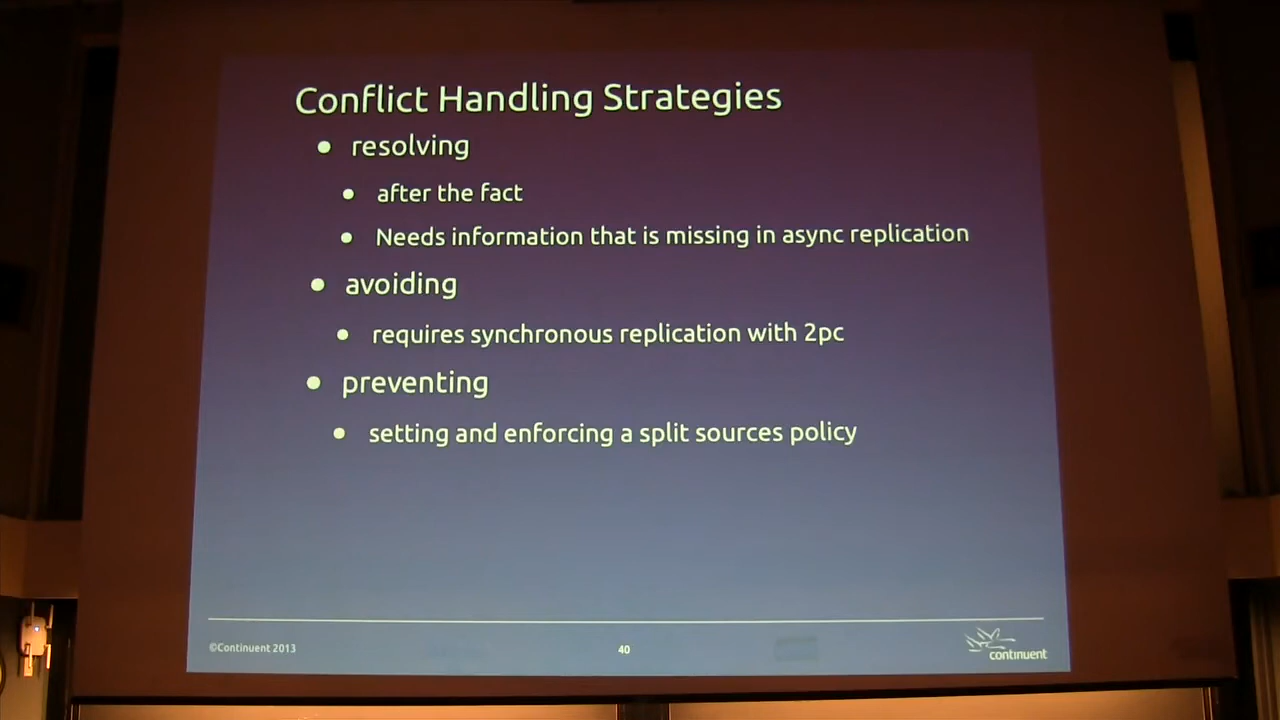 Conflict Handling Strategies
resolving
after the fact
Needs information that is missing in async replication
avoiding
requires synchronous replication with 2pc
preventing
setting and enforcing a split sources policy
©Continuent 2013
40
continuent